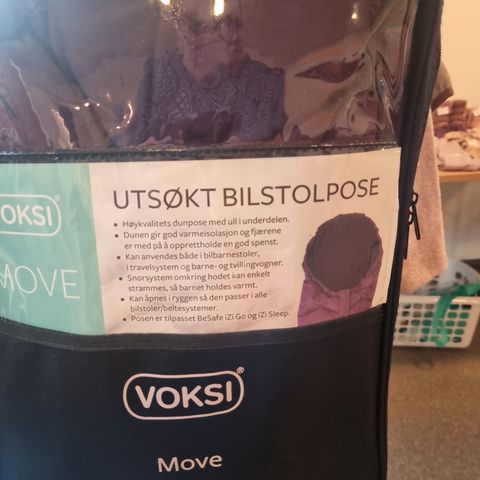 VOKSI
MOVE
UTSØKT BILSTOLPOSE
• Høykvalitets dunpose med ull i underdelen.
• Dunen gir god varmeisolasjon og fjærene
er med på å opprettholde en god spenst.
• Kan anvendes både i bilbarnestoler,
i travelsystem og barne- og tvillingvogner.
• Snorsystem omkring hodet kan enkelt
strammes, så barnet holdes varmt.
• Kan åpnes i ryggen så den passer i alle
bilstoler/beltesystemer.
• Posen er tilpasset BeSafe iZi Go og iZi Sleep.
VOKSI®
Move